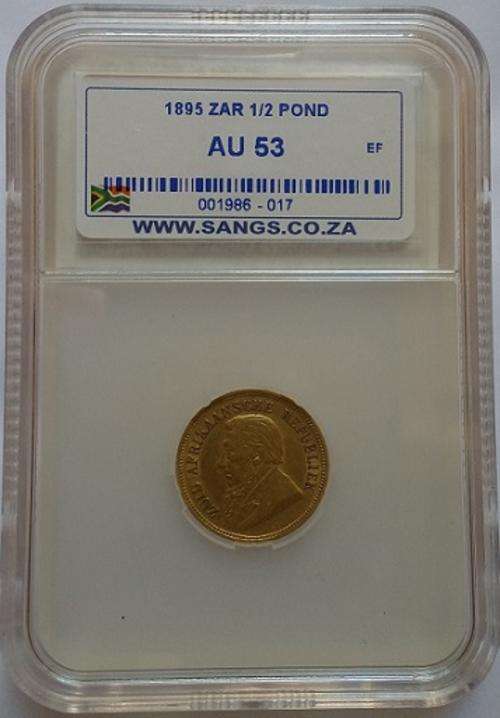 1895 ZAR 1/2 POND
AU 53
EF
001986 - 017
WWW.SANGS.CO.ZA
ZUID AFRIKAANSCHE REPUBLIEK